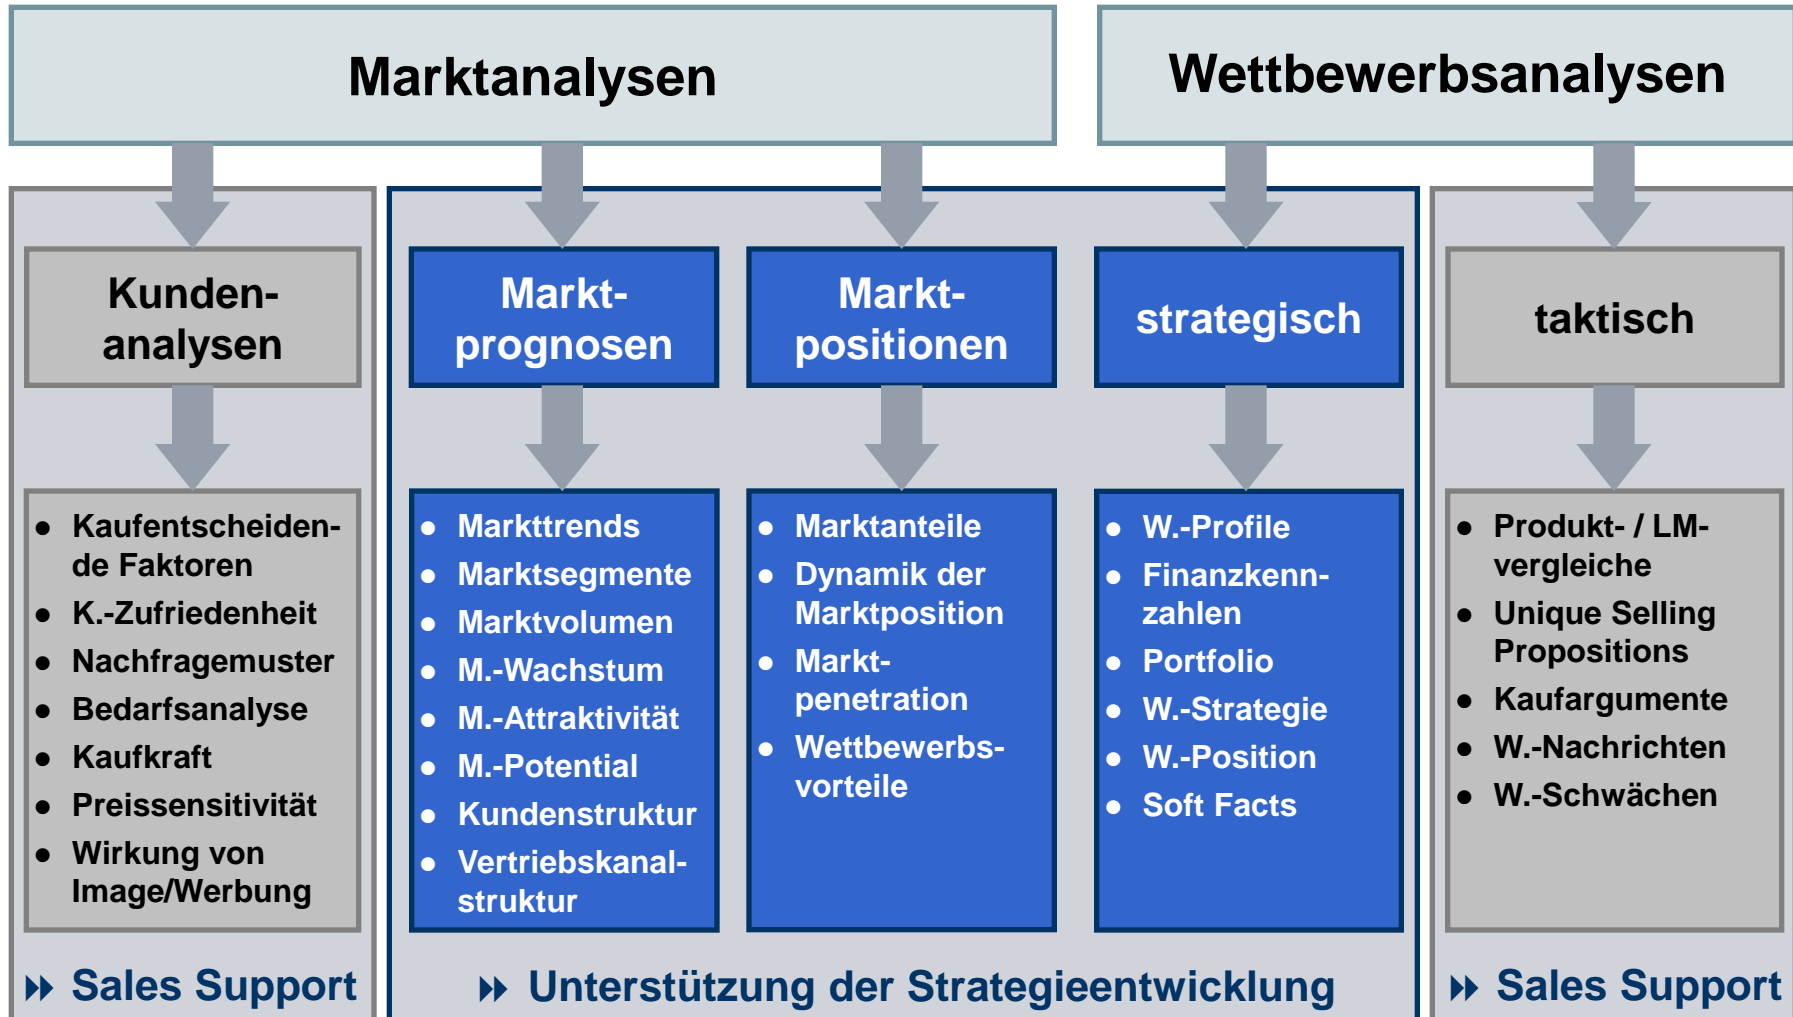 Marktanalysen
Wettbewerbsanalysen
Kunden-
analysen
Markt-
prognosen
Markt-
positionen
strategisch
taktisch
● Kaufentscheiden-
de Faktoren
● K.-Zufriedenheit
● Nachfragemuster
● Bedarfsanalyse
● Kaufkraft
● Preissensitivität
● Wirkung von
Image/Werbung
● Markttrends
● Marktsegmente
● Marktvolumen
● M.-Wachstum
● M.-Attraktivität
● M.-Potential
● Kundenstruktur
● Vertriebskanal-
struktur
● Marktanteile
● Dynamik der
Marktposition
● Markt-
penetration
● Wettbewerbs-
vorteile
● W.-Profile
● Finanzkenn-
zahlen
● Portfolio
● W.-Strategie
● W.-Position
● Soft Facts
● Produkt- / LM-
vergleiche
● Unique Selling
Propositions
● Kaufargumente
● W.-Nachrichten
● W.-Schwächen
Sales Support
Unterstützung der Strategieentwicklung
Sales Support